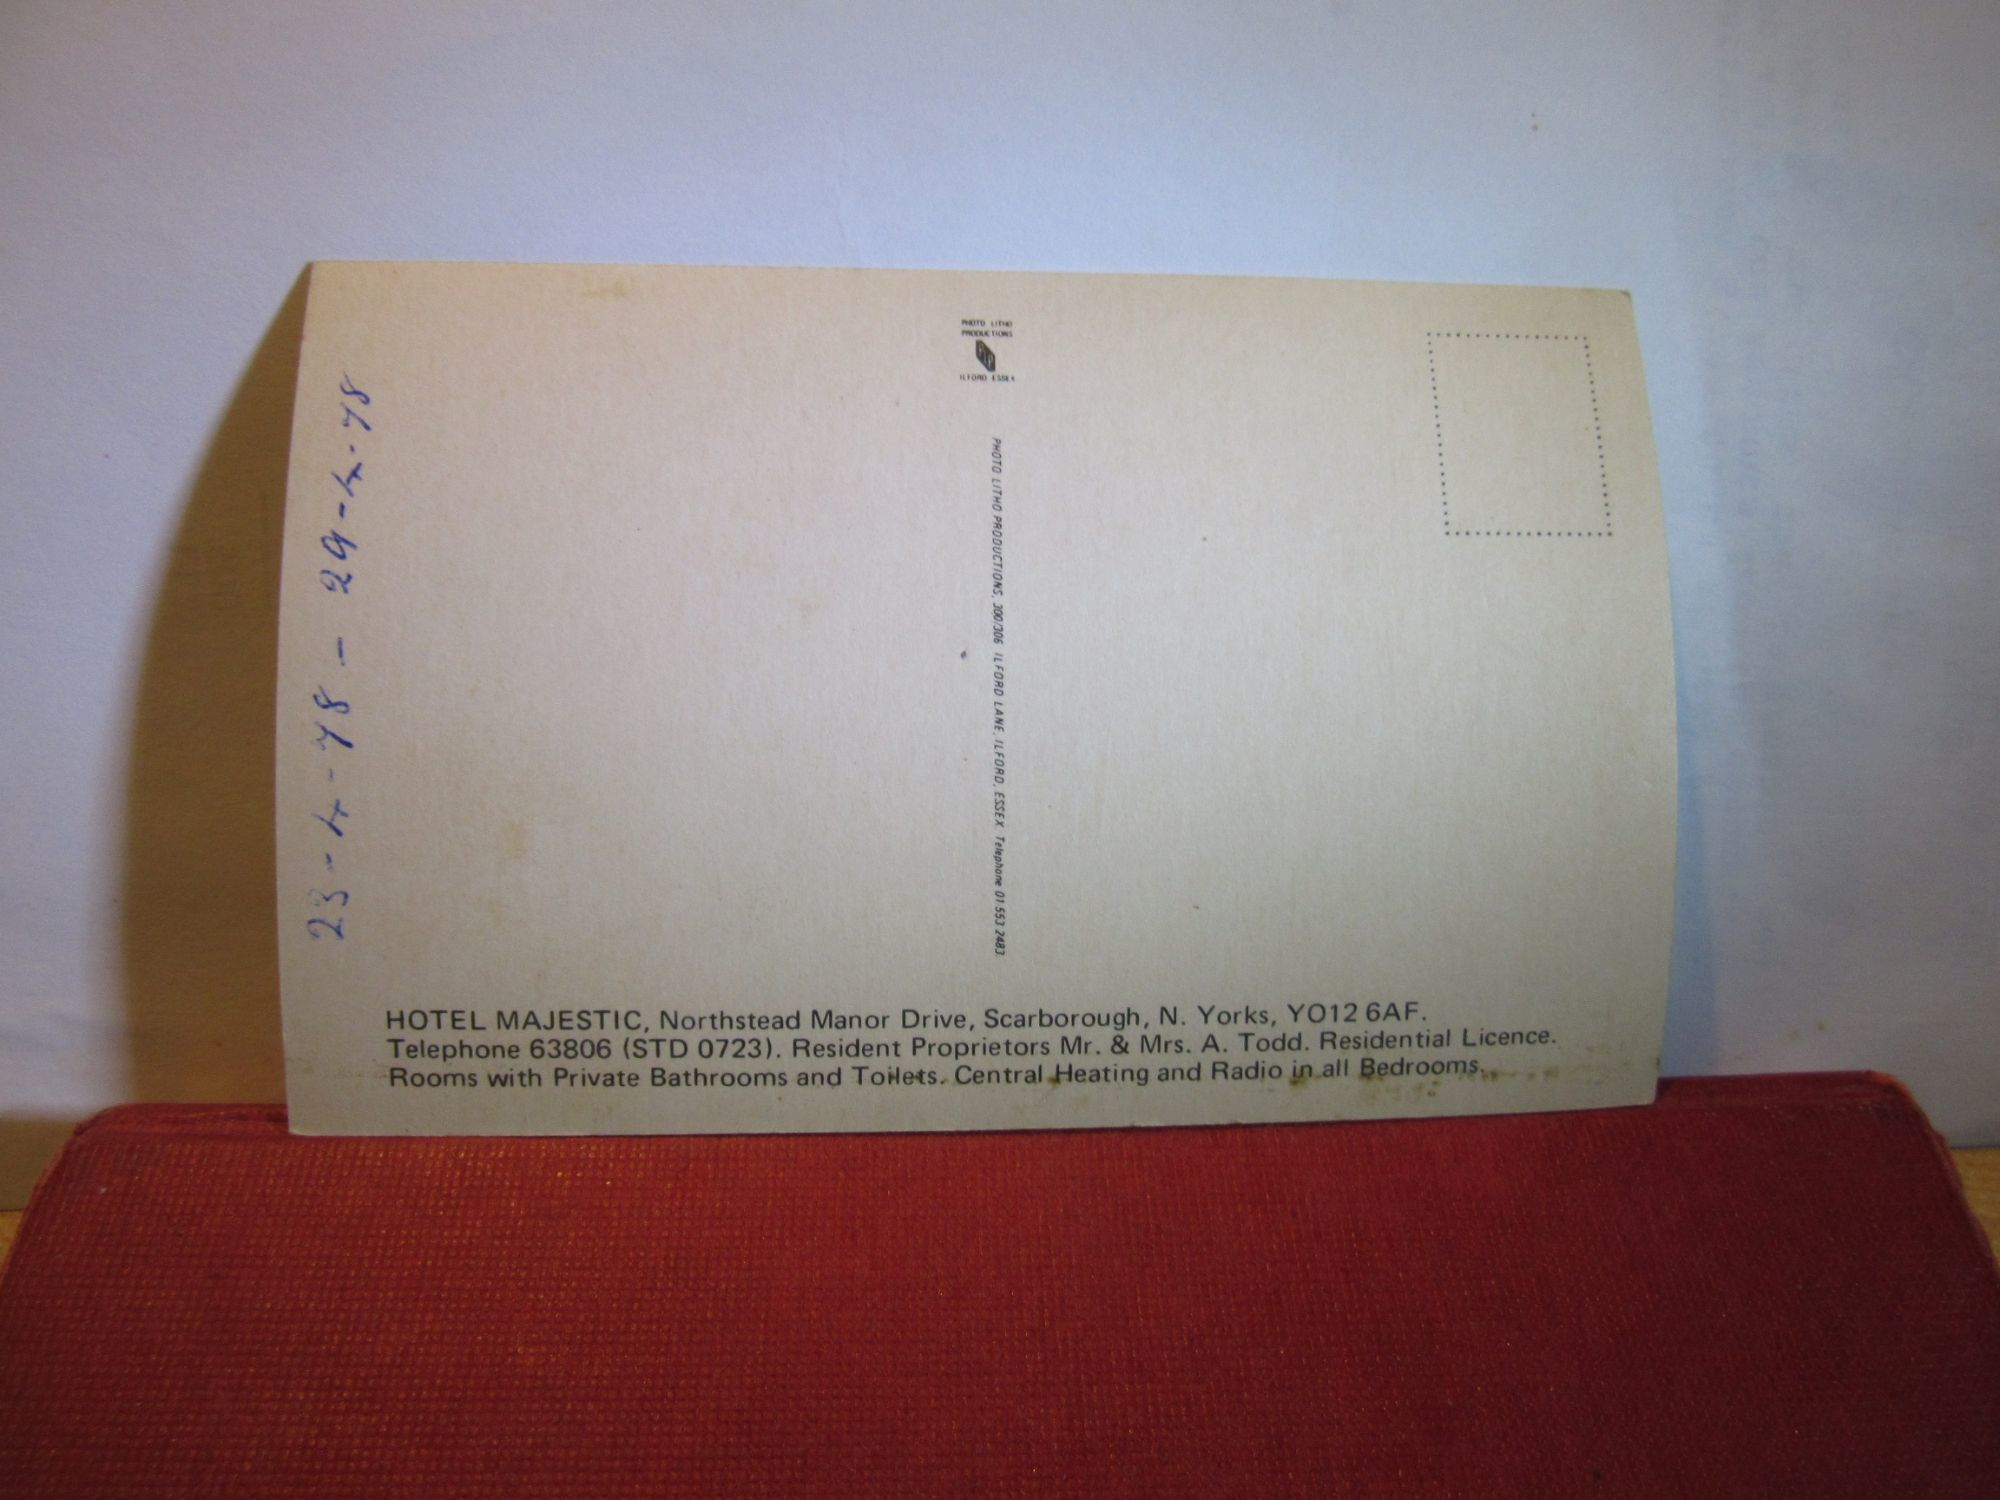 PHOTO LITHO
PRODUCTIONS
PLP
ILFORD ESSEX
PHOTO LITHO PRODUCTIONS, 300/306 ILFORD LANE, ILFORD, ESSEX. Telephone 01 553 2483.
23-4-78 - 29-4-78
HOTEL MAJESTIC, Northstead Manor Drive, Scarborough, N. Yorks, YO12 6AF.
Telephone 63806 (STD 0723). Resident Proprietors Mr. & Mrs. A. Todd. Residential Licence.
Rooms with Private Bathrooms and Toilets. Central Heating and Radio in all Bedrooms.